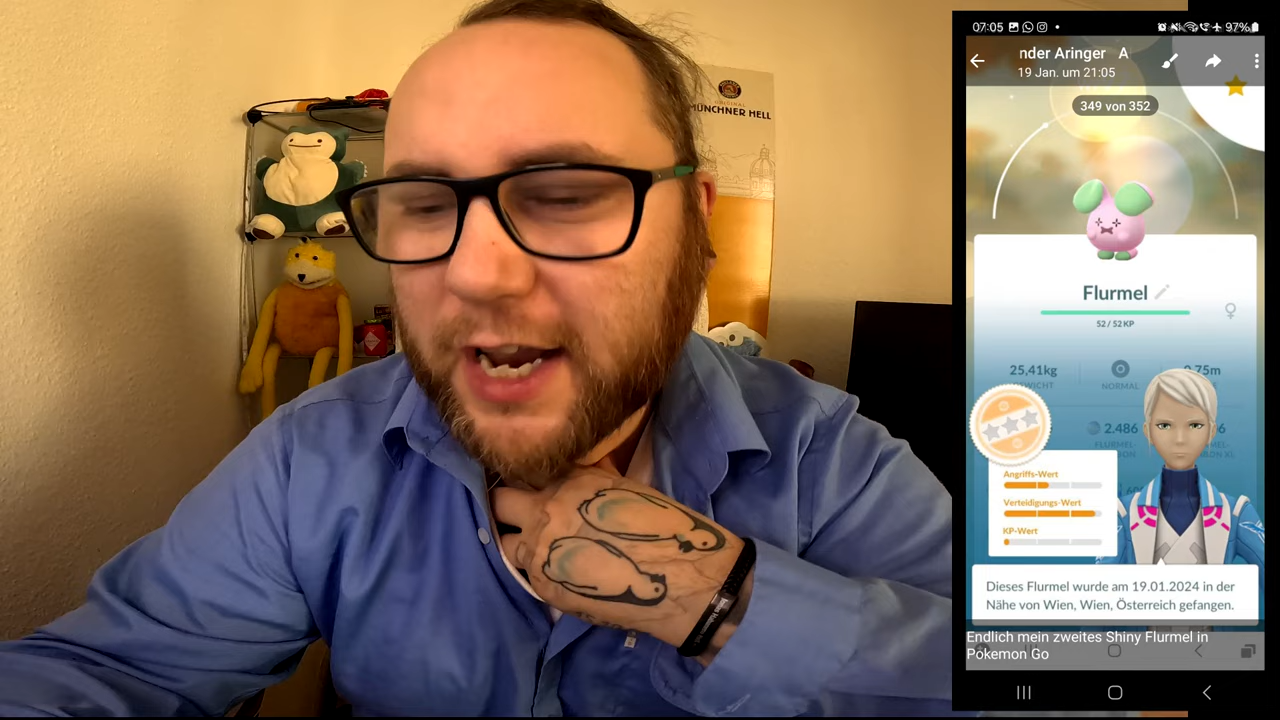 ORIGINAL
MÜNCHNER HELL
07:05
97%
nder Aringer A
19 Jan. um 21:05
349 von 352
Flurmel
52 / 52 KP
25,41kg
NORMAL
0,75m
2.486
Angriffs-Wert
Verteidigungs-Wert
KP-Wert
Dieses Flurmel wurde am 19.01.2024 in der
Nähe von Wien, Wien, Österreich gefangen.
Endlich mein zweites Shiny Flurmel in
Pokemon Go